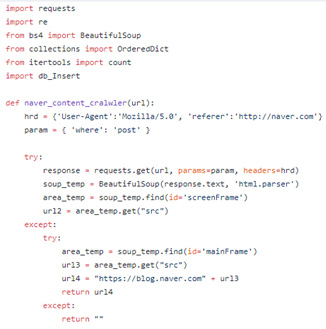 import requests
import re
from bs4 import BeautifulSoup
from collections import OrderedDict
from itertools import count
import db_Insert

def naver_content_cralwler(url):
    hrd = {'User-Agent':'Mozilla/5.0', 'referer':'http://naver.com'}
    param = { 'where': 'post' }

    try:
        response = requests.get(url, params=param, headers=hrd)
        soup_temp = BeautifulSoup(response.text, 'html.parser')
        area_temp = soup_temp.find(id='screenFrame')
        url2 = area_temp.get("src")
    except:
        try:
            area_temp = soup_temp.find(id='mainFrame')
            url3 = area_temp.get("src")
            url4 = "https://blog.naver.com" + url3
            return url4
        except:
            return ""